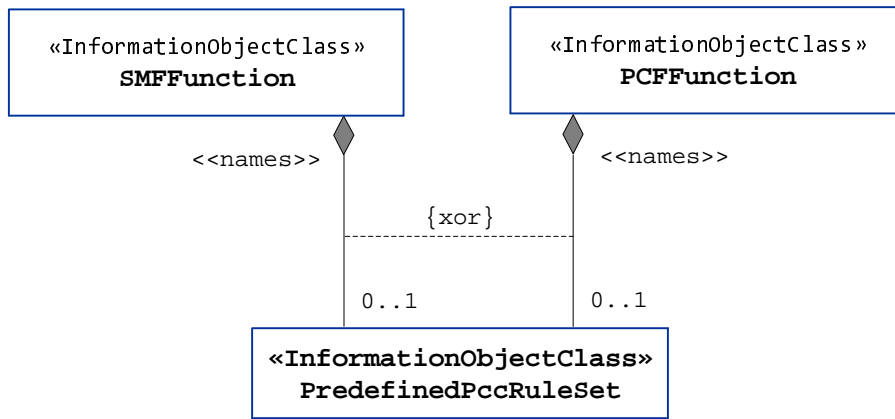 «InformationObjectClass»
SMFFunction
«InformationObjectClass»
PCFFunction
<<names>>
<<names>>
{xor}
0..1
0..1
«InformationObjectClass»
PredefinedPccRuleSet